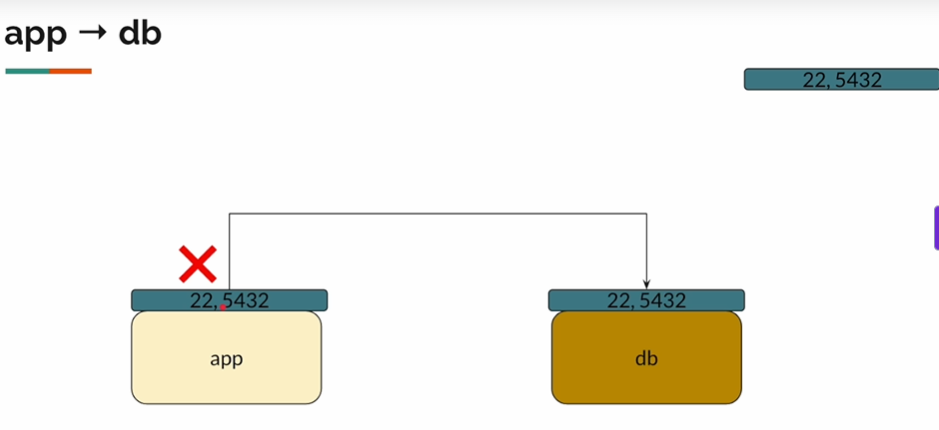 app → db
22, 5432
22, 5432
22, 5432
app
db